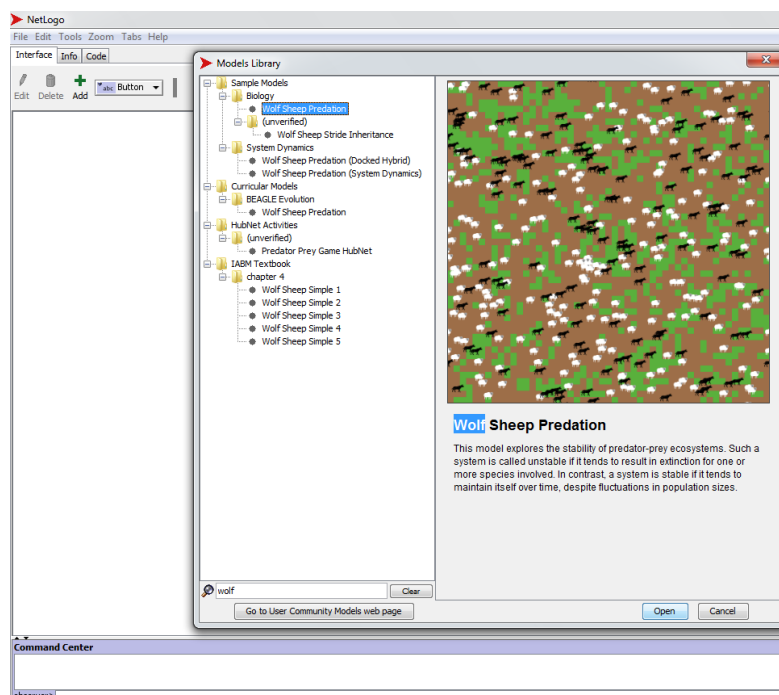 NetLogo
File Edit Tools Zoom Tabs Help
Interface Info Code
Edit Delete Add abc Button
Models Library
Sample Models
Biology
Wolf Sheep Predation
(unverified)
Wolf Sheep Stride Inheritance
System Dynamics
Wolf Sheep Predation (Docked Hybrid)
Wolf Sheep Predation (System Dynamics)
Curricular Models
BEAGLE Evolution
Wolf Sheep Predation
HubNet Activities
(unverified)
Predator Prey Game HubNet
IABM Textbook
chapter 4
Wolf Sheep Simple 1
Wolf Sheep Simple 2
Wolf Sheep Simple 3
Wolf Sheep Simple 4
Wolf Sheep Simple 5
wolf Clear
Go to User Community Models web page
Wolf Sheep Predation
This model explores the stability of predator-prey ecosystems. Such a
system is called unstable if it tends to result in extinction for one or
more species involved. In contrast, a system is stable if it tends to
maintain itself over time, despite fluctuations in population sizes.
Open Cancel
Command Center
observer>